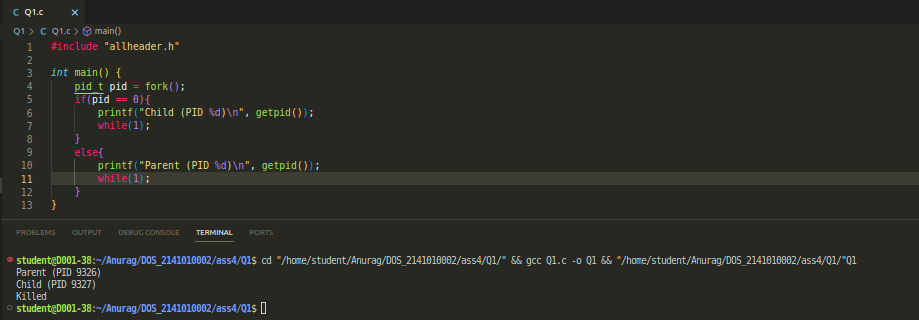 Q1.c
Q1 > Q1.c > main()
1 #include "allheader.h"
2
3 int main() {
4 pid_t pid = fork();
5 if(pid == 0){
6 printf("Child (PID %d)\n", getpid());
7 while(1);
8 }
9 else{
10 printf("Parent (PID %d)\n", getpid());
11 while(1);
12 }
13 }
PROBLEMS OUTPUT DEBUG CONSOLE TERMINAL PORTS
student@D001-38:~/Anurag/DOS_2141010002/ass4/Q1$ cd "/home/student/Anurag/DOS_2141010002/ass4/Q1/" && gcc Q1.c -o Q1 && "/home/student/Anurag/DOS_2141010002/ass4/Q1/"Q1
Parent (PID 9326)
Child (PID 9327)
Killed
student@D001-38:~/Anurag/DOS_2141010002/ass4/Q1$